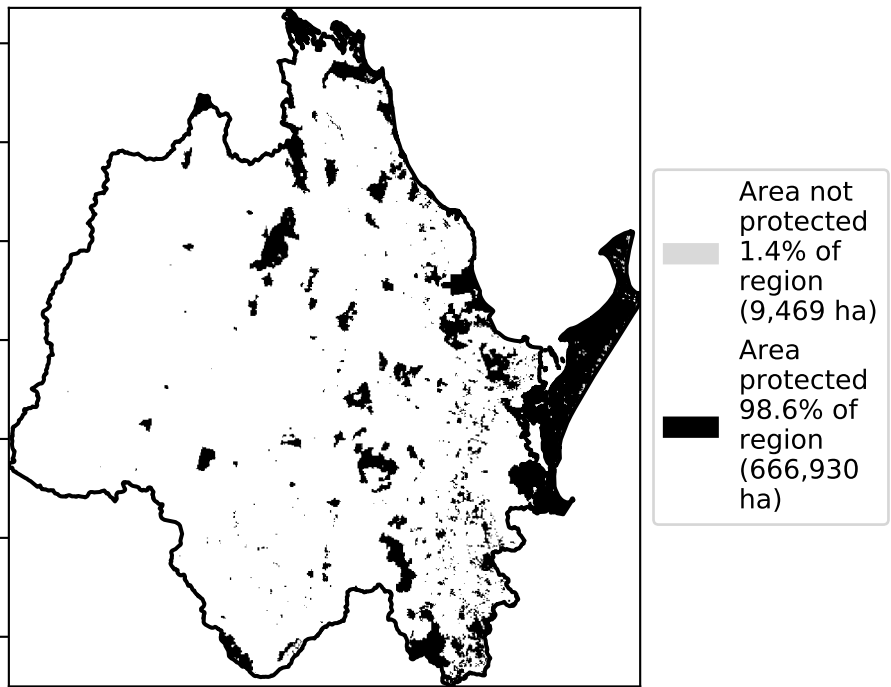 Area not
protected
1.4% of
region
(9,469 ha)
Area
protected
98.6% of
region
(666,930
ha)